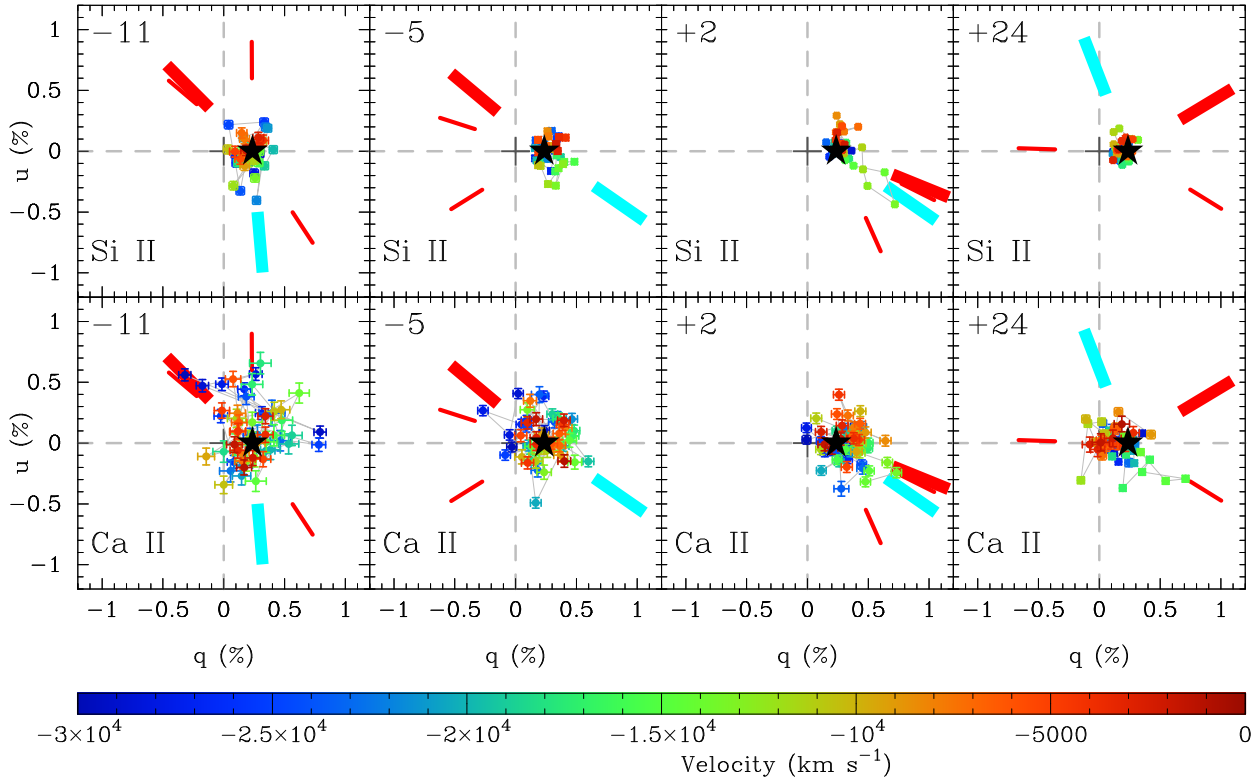 −11 −5 +2 +24
1
0.5
u (%)
0
−0.5
−1
Si II Si II Si II Si II
−11 −5 +2 +24
1
0.5
u (%)
0
−0.5
−1
Ca II Ca II Ca II Ca II
−1 −0.5 0 0.5 1 −1 −0.5 0 0.5 1 −1 −0.5 0 0.5 1 −1 −0.5 0 0.5 1
q (%) q (%) q (%) q (%)
−3×10⁴ −2.5×10⁴ −2×10⁴ −1.5×10⁴ −10⁴ −5000 0
Velocity (km s⁻¹)